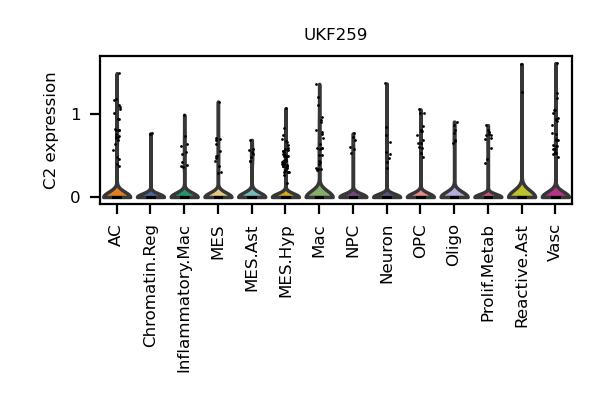 UKF259
C2 expression
1
0
AC
Chromatin.Reg
Inflammatory.Mac
MES
MES.Ast
MES.Hyp
Mac
NPC
Neuron
OPC
Oligo
Prolif.Metab
Reactive.Ast
Vasc